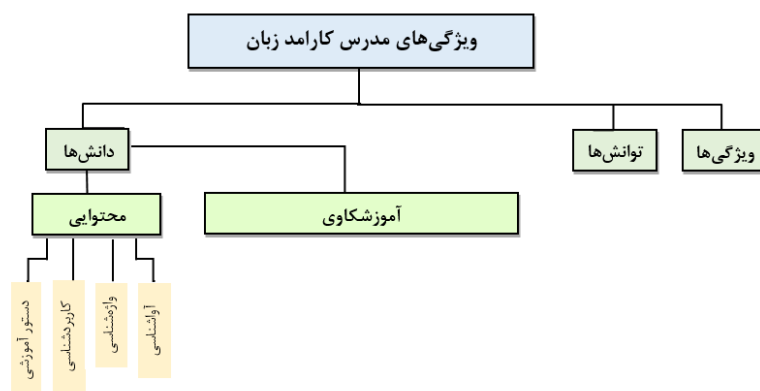 ویژگی‌های مدرس کارامد زبان
ویژگی‌ها
توانش‌ها
دانش‌ها
آموزشکاوی
محتوایی
آواشناسی
واژه‌شناسی
کاربردشناسی
دستور آموزشی